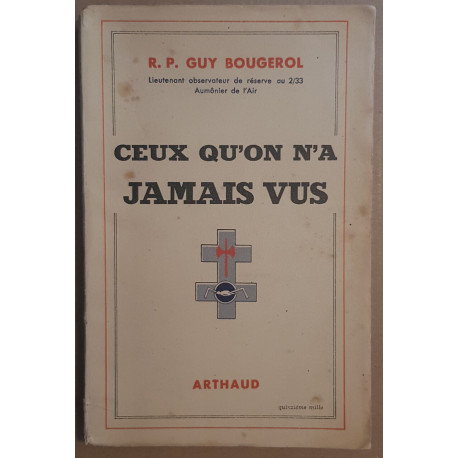 R. P. GUY BOUGEROL
Lieutenant observateur de réserve au 2/33
Aumônier de l'Air
CEUX QU'ON N'A
JAMAIS VUS
ARTHAUD
quinzième mille